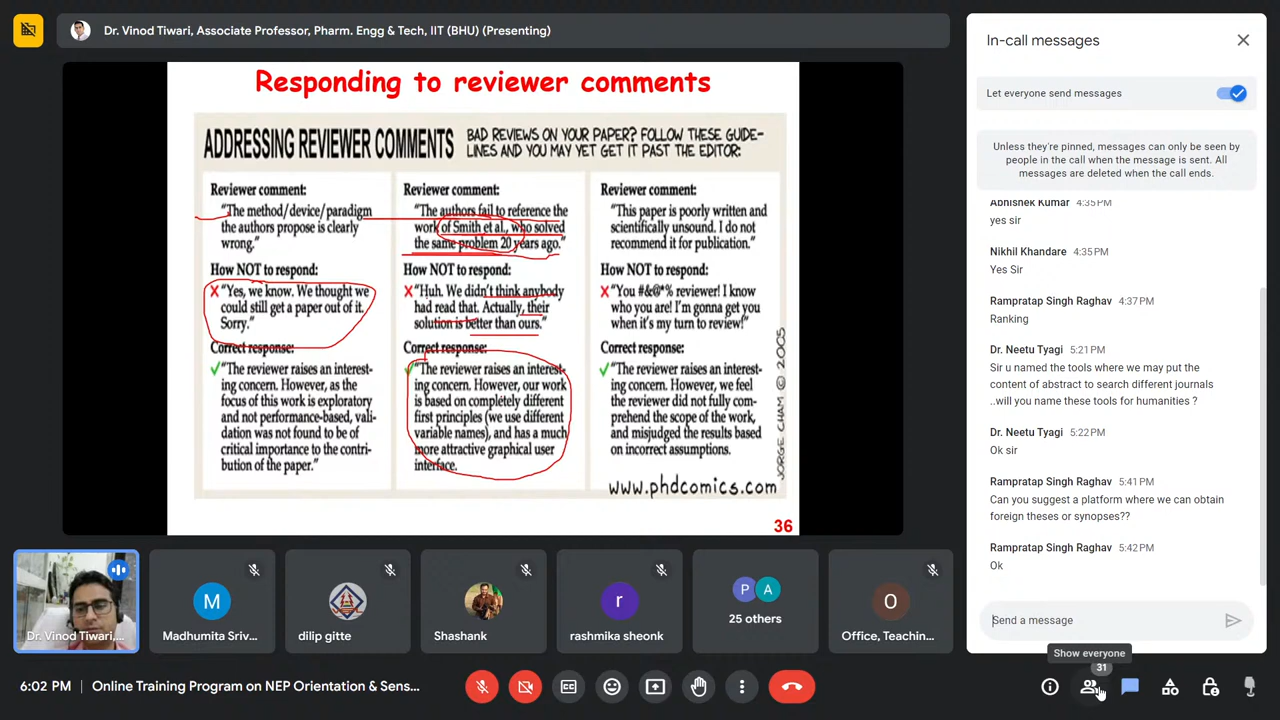 Dr. Vinod Tiwari, Associate Professor, Pharm. Engg & Tech, IIT (BHU) (Presenting)
Responding to reviewer comments
ADDRESSING REVIEWER COMMENTS
BAD REVIEWS ON YOUR PAPER? FOLLOW THESE GUIDE-
LINES AND YOU MAY YET GET IT PAST THE EDITOR:
Reviewer comment:
"The method/device/paradigm
the authors propose is clearly
wrong."
How NOT to respond:
"Yes, we know. We thought we
could still get a paper out of it.
Sorry."
Correct response:
"The reviewer raises an interest-
ing concern. However, as the
focus of this work is exploratory
and not performance-based, vali-
dation was not found to be of
critical importance to the contri-
bution of the paper."
Reviewer comment:
"The authors fail to reference the
work of Smith et al., who solved
the same problem 20 years ago."
How NOT to respond:
"Huh. We didn't think anybody
had read that. Actually, their
solution is better than ours."
Correct response:
"The reviewer raises an interest-
ing concern. However, our work
is based on completely different
first principles (we use different
variable names), and has a much
more attractive graphical user
interface.
Reviewer comment:
"This paper is poorly written and
scientifically unsound. I do not
recommend it for publication."
How NOT to respond:
"You #&@*% reviewer! I know
who you are! I'm gonna get you
when it's my turn to review!"
Correct response:
"The reviewer raises an interest-
ing concern. However, we feel
the reviewer did not fully com-
prehend the scope of the work,
and misjudged the results based
on incorrect assumptions.
JORGE CHAM © 2005
www.phdcomics.com
36
Dr. Vinod Tiwari,...
M
Madhumita Sriv...
dilip gitte
Shashank
r
rashmika sheonk
P A
25 others
O
Office, Teachin...
6:02 PM | Online Training Program on NEP Orientation & Sens...
In-call messages
Let everyone send messages
Unless they're pinned, messages can only be seen by
people in the call when the message is sent. All
messages are deleted when the call ends.
Abhishek Kumar 4:35PM
yes sir
Nikhil Khandare 4:35PM
Yes Sir
Rampratap Singh Raghav 4:37PM
Ranking
Dr. Neetu Tyagi 5:21PM
Sir u named the tools where we may put the
content of abstract to search different journals
..will you name these tools for humanities ?
Dr. Neetu Tyagi 5:22PM
Ok sir
Rampratap Singh Raghav 5:41PM
Can you suggest a platform where we can obtain
foreign theses or synopses??
Rampratap Singh Raghav 5:42PM
Ok
Send a message
Show everyone
31